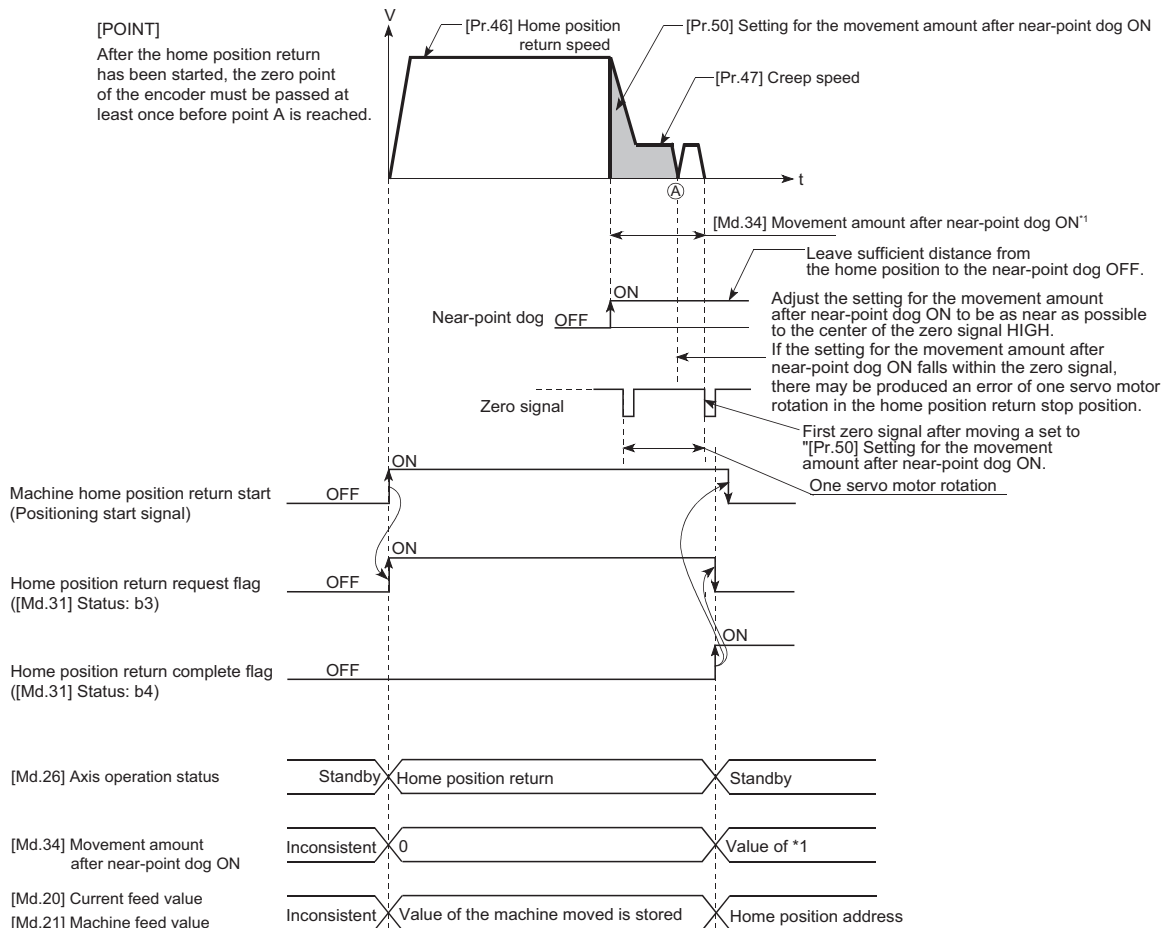 [POINT]
After the home position return
has been started, the zero point
of the encoder must be passed at
least once before point A is reached.
V
[Pr.46] Home position
return speed
[Pr.50] Setting for the movement amount after near-point dog ON
[Pr.47] Creep speed
t
A
[Md.34] Movement amount after near-point dog ON*1
Leave sufficient distance from
the home position to the near-point dog OFF.
ON
Near-point dog OFF
Adjust the setting for the movement amount
after near-point dog ON to be as near as possible
to the center of the zero signal HIGH.
If the setting for the movement amount after
near-point dog ON falls within the zero signal,
there may be produced an error of one servo motor
rotation in the home position return stop position.
Zero signal
First zero signal after moving a set to
"[Pr.50] Setting for the movement
amount after near-point dog ON.
One servo motor rotation
ON
Machine home position return start OFF
(Positioning start signal)
ON
Home position return request flag OFF
([Md.31] Status: b3)
ON
Home position return complete flag OFF
([Md.31] Status: b4)
[Md.26] Axis operation status Standby Home position return Standby
[Md.34] Movement amount Inconsistent 0 Value of *1
after near-point dog ON
[Md.20] Current feed value
[Md.21] Machine feed value Inconsistent Value of the machine moved is stored Home position address